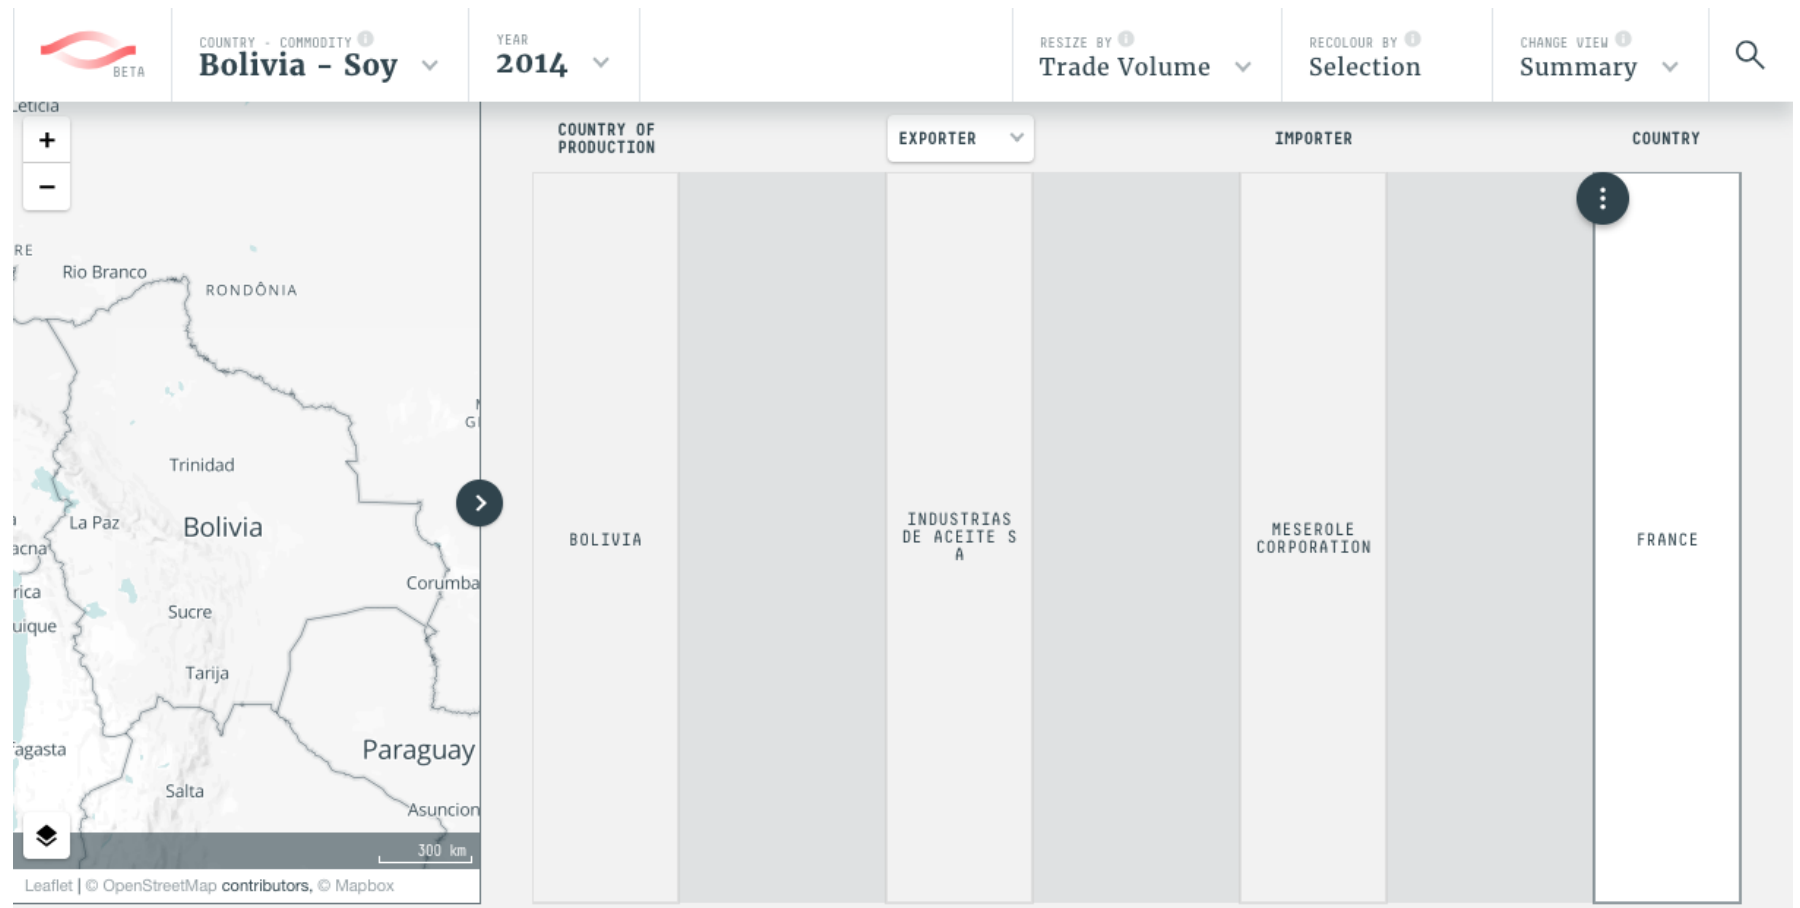 BETA
COUNTRY - COMMODITY
Bolivia - Soy
YEAR
2014
RESIZE BY
Trade Volume
RECOLOUR BY
Selection
CHANGE VIEW
Summary
Leticia
+
−
RE
Rio Branco
RONDÔNIA
Trinidad
La Paz
Bolivia
acna
rica
Corumba
uique
Sucre
Tarija
agasta
Paraguay
Salta
Asuncion
300 km
Leaflet | © OpenStreetMap contributors, © Mapbox
COUNTRY OF
PRODUCTION
EXPORTER
IMPORTER
COUNTRY
BOLIVIA
INDUSTRIAS
DE ACEITE S
A
MESEROLE
CORPORATION
FRANCE